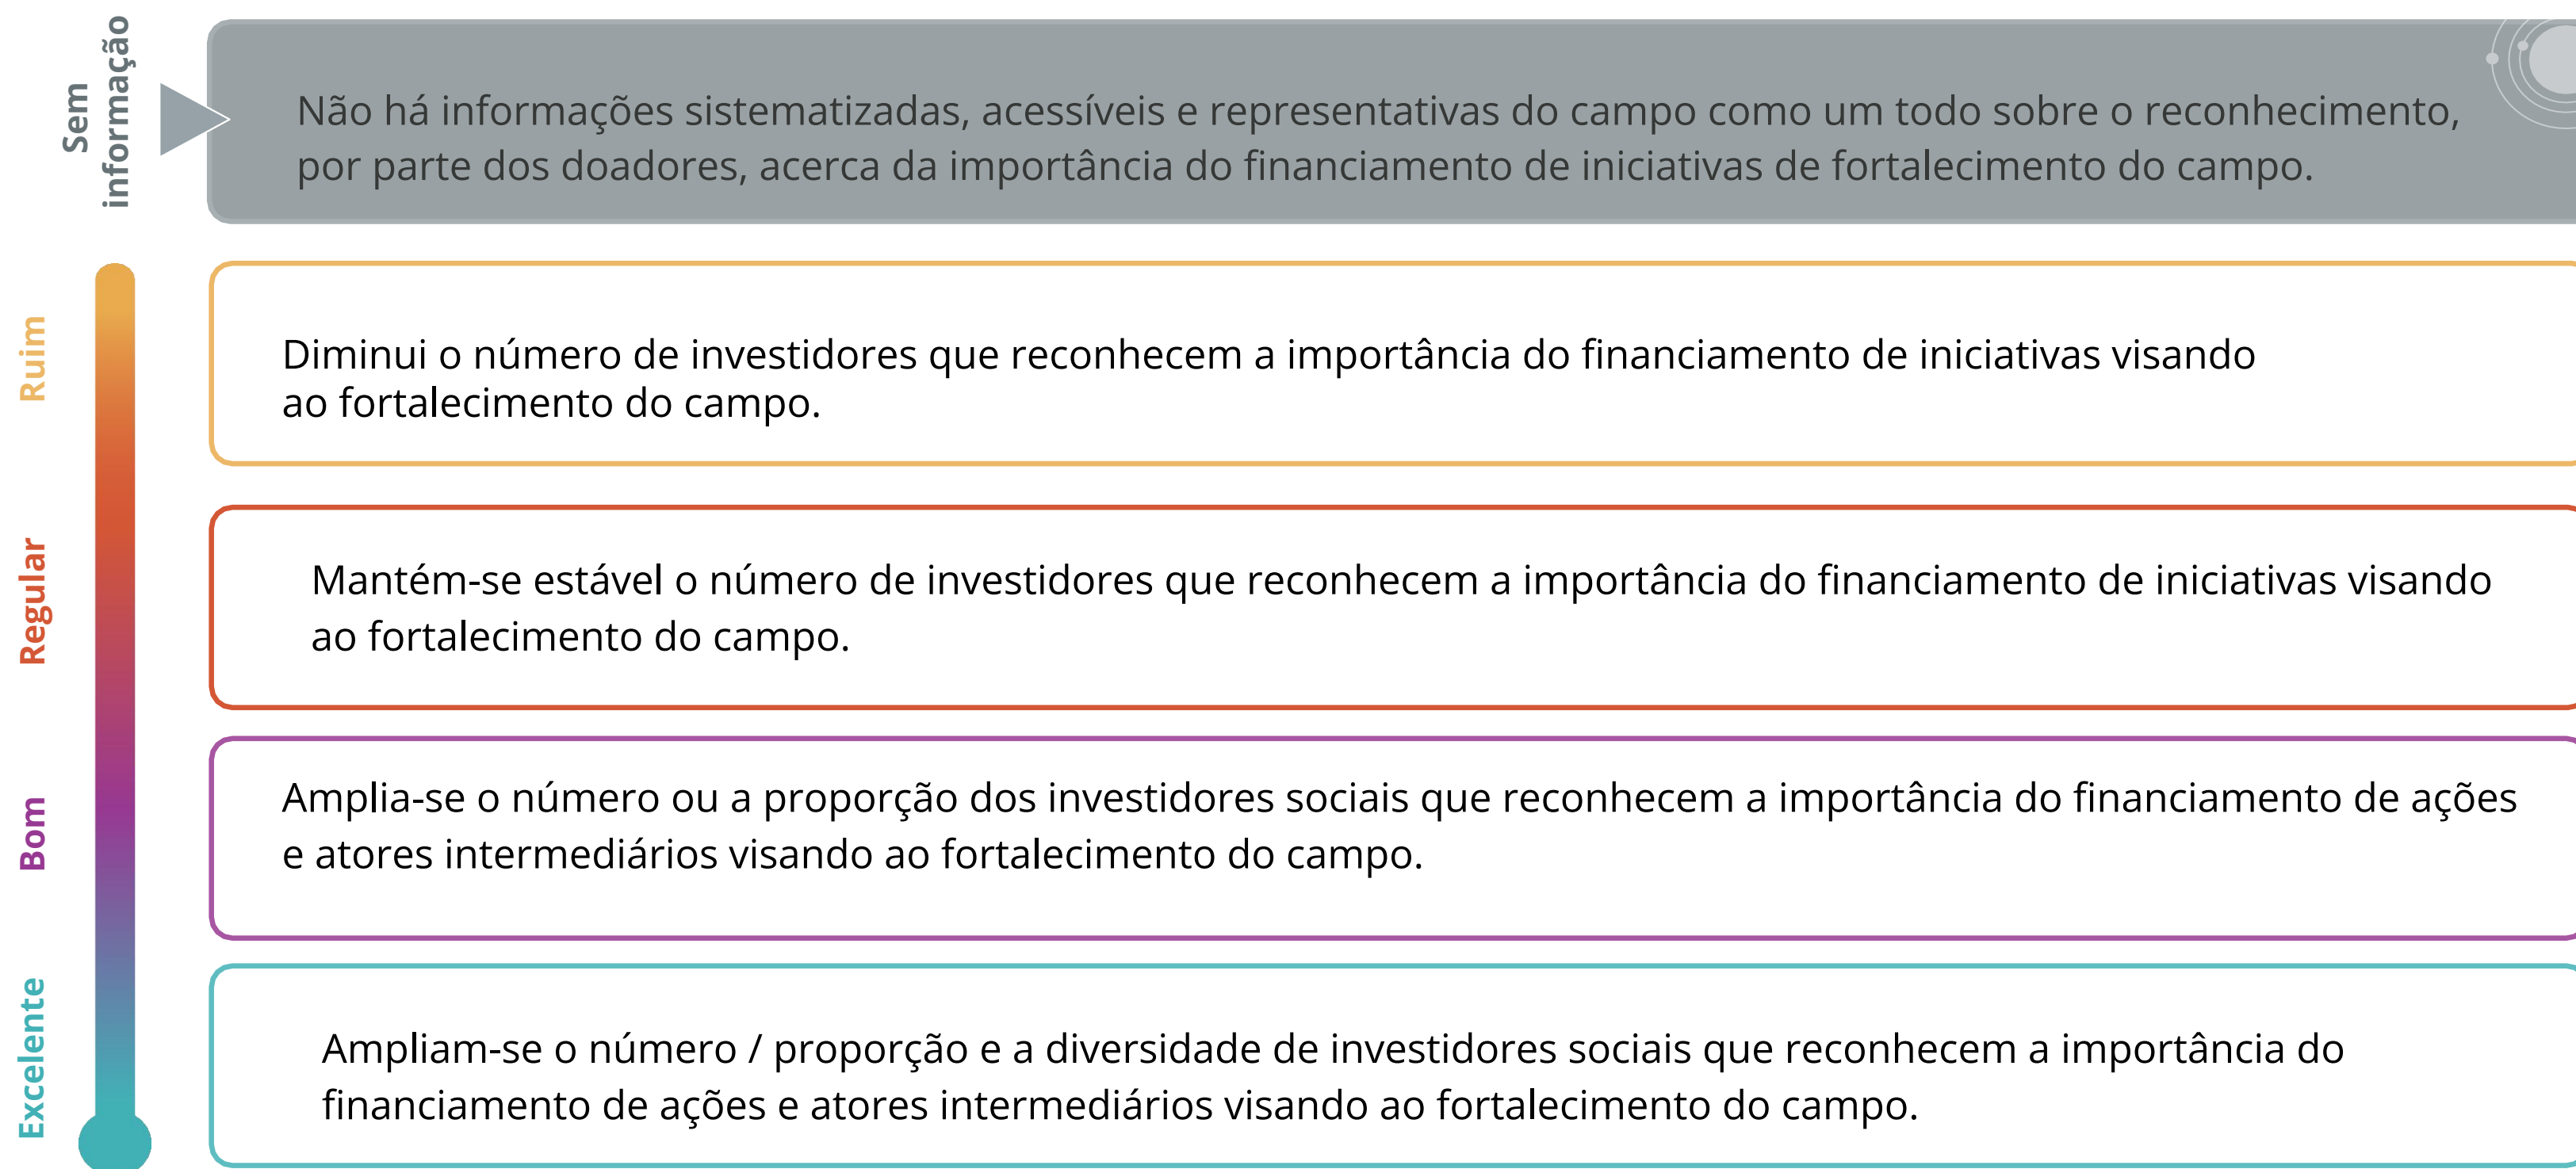 Sem
informação
Não há informações sistematizadas, acessíveis e representativas do campo como um todo sobre o reconhecimento,
por parte dos doadores, acerca da importância do financiamento de iniciativas de fortalecimento do campo.
Ruim
Diminui o número de investidores que reconhecem a importância do financiamento de iniciativas visando
ao fortalecimento do campo.
Regular
Mantém-se estável o número de investidores que reconhecem a importância do financiamento de iniciativas visando
ao fortalecimento do campo.
Bom
Amplia-se o número ou a proporção dos investidores sociais que reconhecem a importância do financiamento de ações
e atores intermediários visando ao fortalecimento do campo.
Excelente
Ampliam-se o número / proporção e a diversidade de investidores sociais que reconhecem a importância do
financiamento de ações e atores intermediários visando ao fortalecimento do campo.